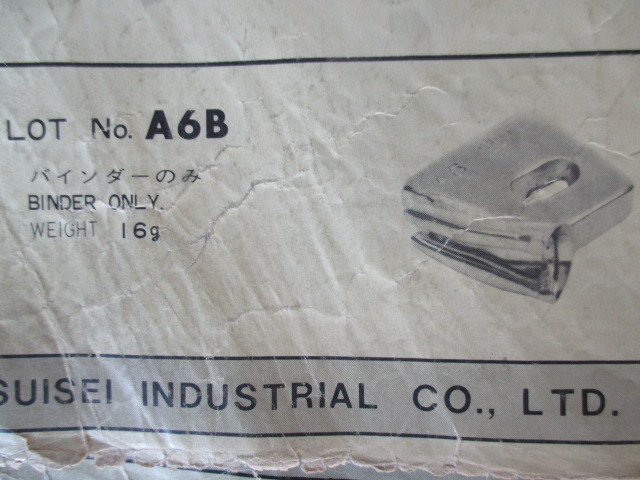 LOT No. A6B
バインダーのみ
BINDER ONLY.
WEIGHT 16g
SUISEI INDUSTRIAL CO., LTD.